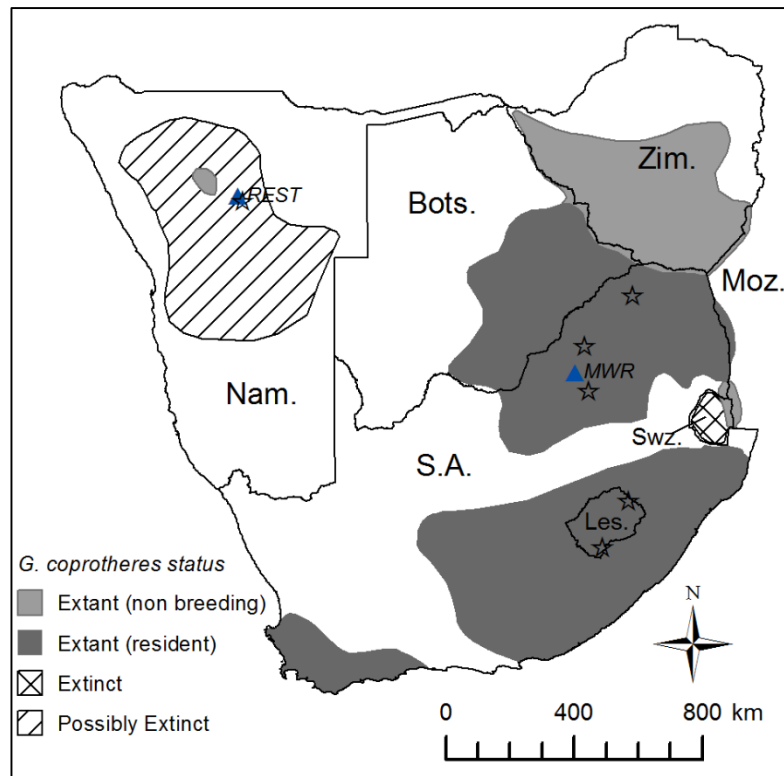 Zim.
REST
Bots.
Moz.
MWR
Nam.
Swz.
S.A.
Les.
G. coprotheres status
Extant (non breeding)
Extant (resident)
Extinct
Possibly Extinct
N
0 400 800 km